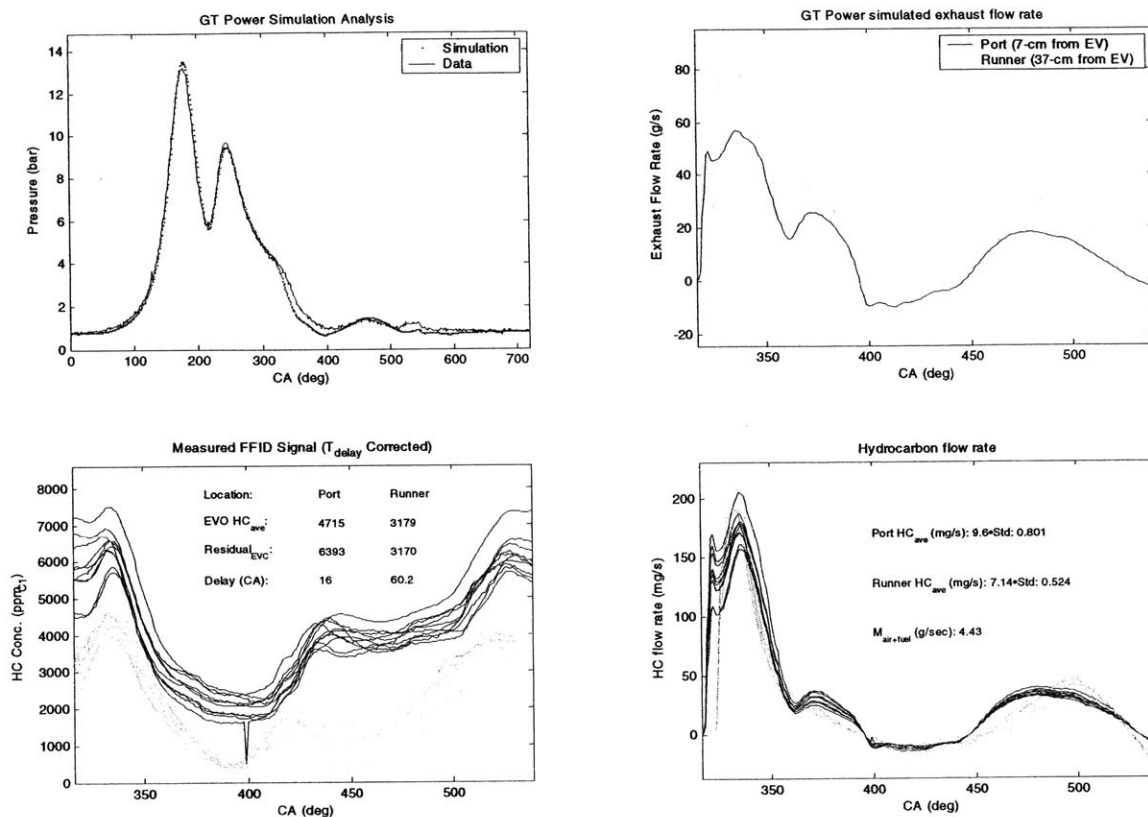 GT Power Simulation Analysis
Simulation
Data
14
12
10
8
6
4
2
0
Pressure (bar)
0 100 200 300 400 500 600 700
CA (deg)
GT Power simulated exhaust flow rate
Port (7-cm from EV)
Runner (37-cm from EV)
80
60
40
20
0
-20
Exhaust Flow Rate (g/s)
350 400 450 500
CA (deg)
Measured FFID Signal (T_delay Corrected)
8000
7000
6000
5000
4000
3000
2000
1000
0
HC Conc. (ppmC1)
Location: Port Runner
EVO HC_ave: 4715 3179
Residual_EVC: 6393 3170
Delay (CA): 16 60.2
350 400 450 500
CA (deg)
Hydrocarbon flow rate
200
150
100
50
0
HC flow rate (mg/s)
Port HC_ave (mg/s): 9.6•Std: 0.801
Runner HC_ave (mg/s): 7.14•Std: 0.524
M_air+fuel (g/sec): 4.43
350 400 450 500
CA (deg)